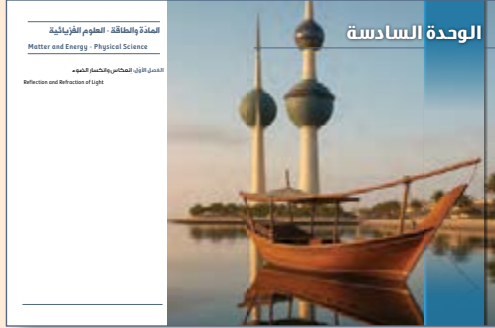 الوحدة السادسة
المادة والطاقة - العلوم الفيزيائية
Matter and Energy - Physical Science
الفصل الأول: انعكاس وانكسار الضوء
Reflection and Refraction of Light